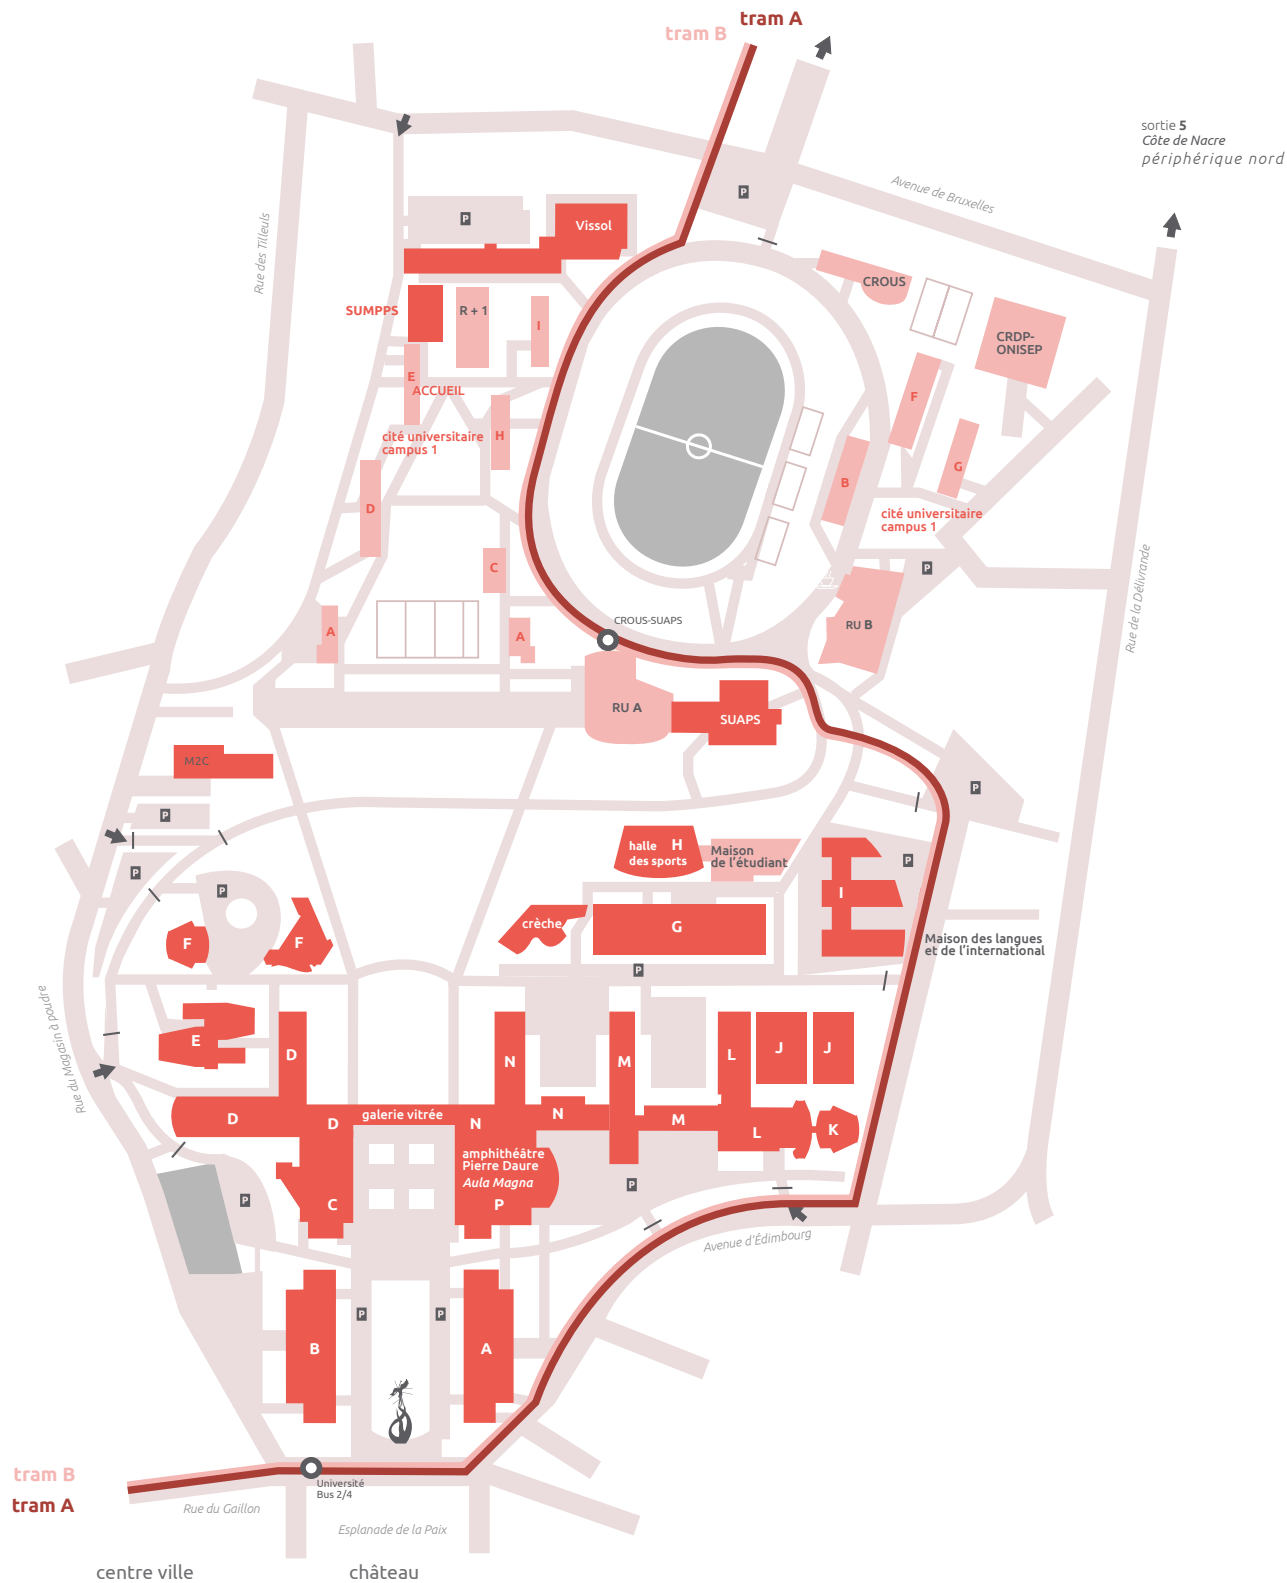 tram A
tram B
sortie 5
Côte de Nacre
périphérique nord
Avenue de Bruxelles
Rue des Tilleuls
P
P
Vissol
CROUS
SUMPPS
R + 1
I
CRDP-
ONISEP
E
ACCUEIL
F
H
cité universitaire
campus 1
G
B
D
cité universitaire
campus 1
C
P
Rue de la Délivrande
CROUS-SUAPS
A
A
RU B
RU A
SUAPS
M2C
P
P
halle H
des sports
Maison
de l'étudiant
P
P
P
I
crèche
G
F
F
Maison des langues
et de l'international
P
Rue du Magasin à poudre
E
D
N
M
L
J
J
D
D
galerie vitrée
N
N
M
L
K
amphithéâtre
Pierre Daure
Aula Magna
P
C
P
P
Avenue d'Édimbourg
P
P
B
A
tram B
tram A
Université
Bus 2/4
Rue du Gaillon
Esplanade de la Paix
centre ville
château